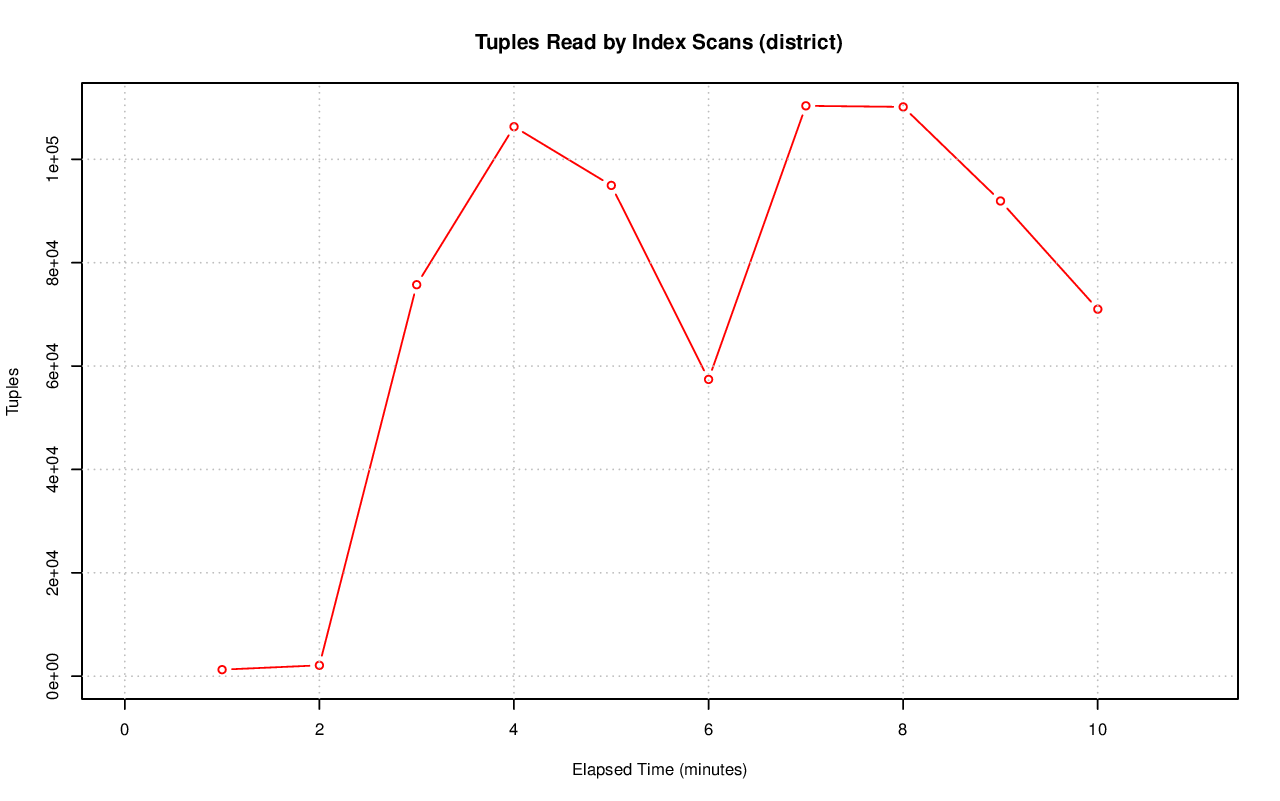 Tuples Read by Index Scans (district)
Tuples
1e+05
8e+04
6e+04
4e+04
2e+04
0e+00
0 2 4 6 8 10
Elapsed Time (minutes)